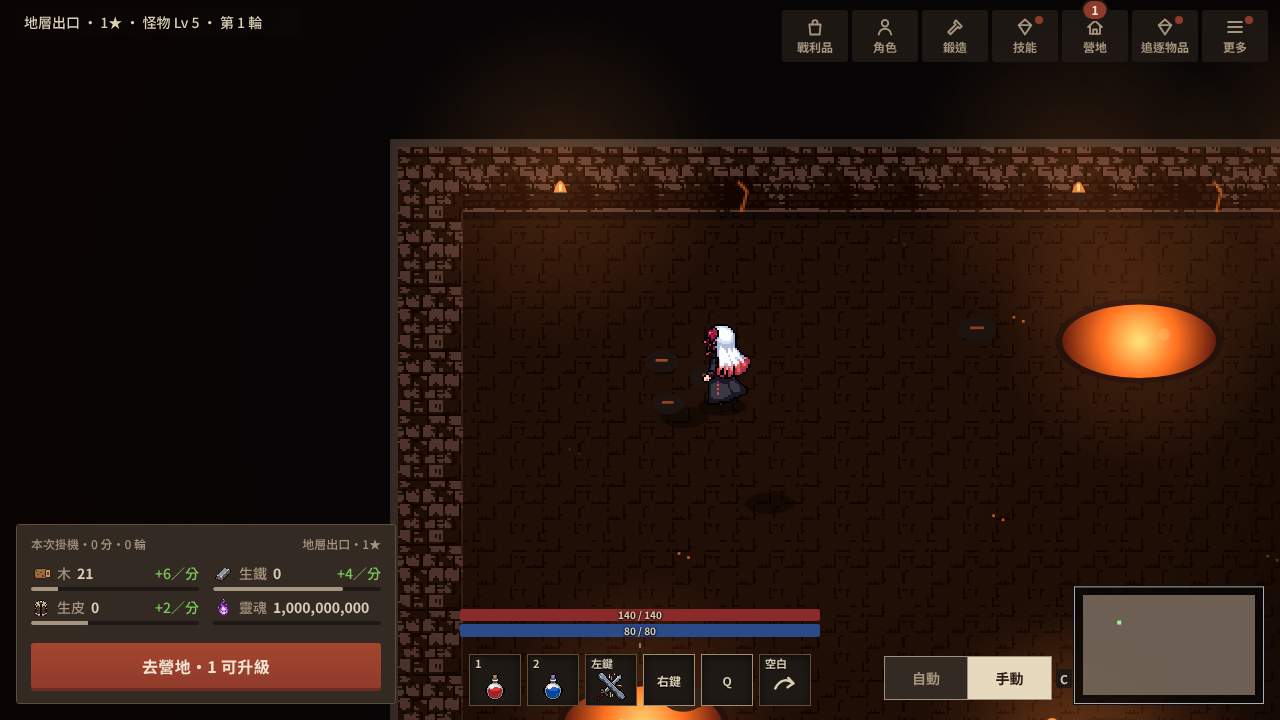 地層出口 · 1★ · 怪物 Lv 5 · 第 1 輪
1
戰利品
角色
鍛造
技能
營地
追逐物品
更多
本次掛機・0 分・0 輪
地層出口・1★
木 21 +6／分
生鐵 0 +4／分
生皮 0 +2／分
靈魂 1,000,000,000
去營地・1 可升級
140 / 140
80 / 80
1
2
左鍵
右鍵
Q
空白
自動
手動
C